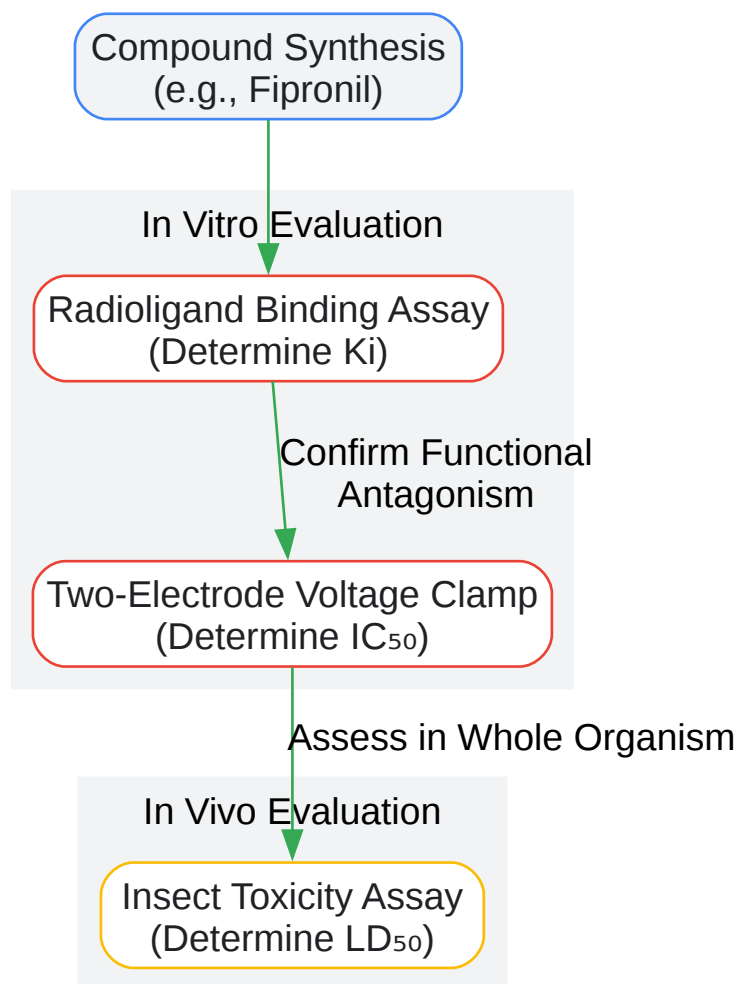 Compound Synthesis
(e.g., Fipronil)
In Vitro Evaluation
Radioligand Binding Assay
(Determine Ki)
Confirm Functional
Antagonism
Two-Electrode Voltage Clamp
(Determine IC₅₀)
Assess in Whole Organism
In Vivo Evaluation
Insect Toxicity Assay
(Determine LD₅₀)